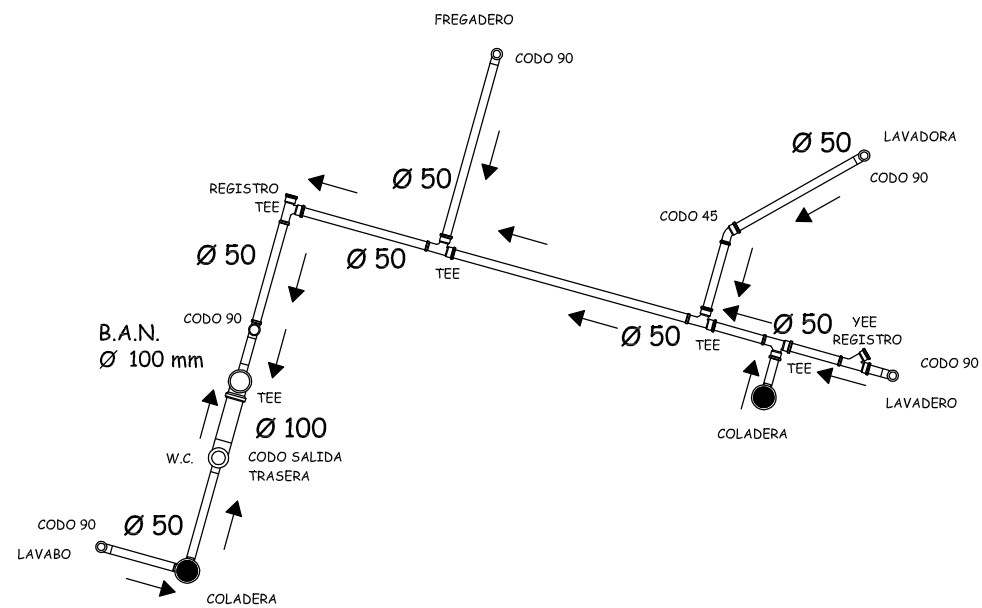 FREGADERO
CODO 90
Ø 50
LAVADORA
CODO 90
Ø 50
REGISTRO
TEE
CODO 45
Ø 50
Ø 50
TEE
CODO 90
B.A.N.
Ø 100 mm
Ø 50
Ø 50
YEE
REGISTRO
TEE
TEE
CODO 90
LAVADERO
TEE
COLADERA
Ø 100
W.C.
CODO SALIDA
TRASERA
CODO 90
Ø 50
LAVABO
COLADERA